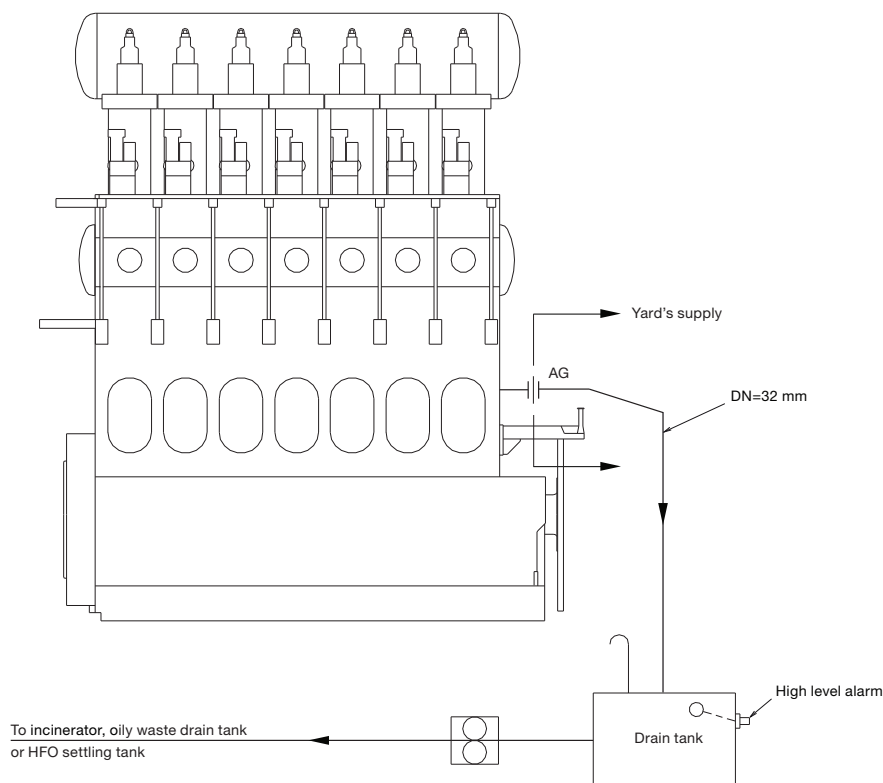 Yard's supply
AG
DN=32 mm
High level alarm
To incinerator, oily waste drain tank
or HFO settling tank
Drain tank